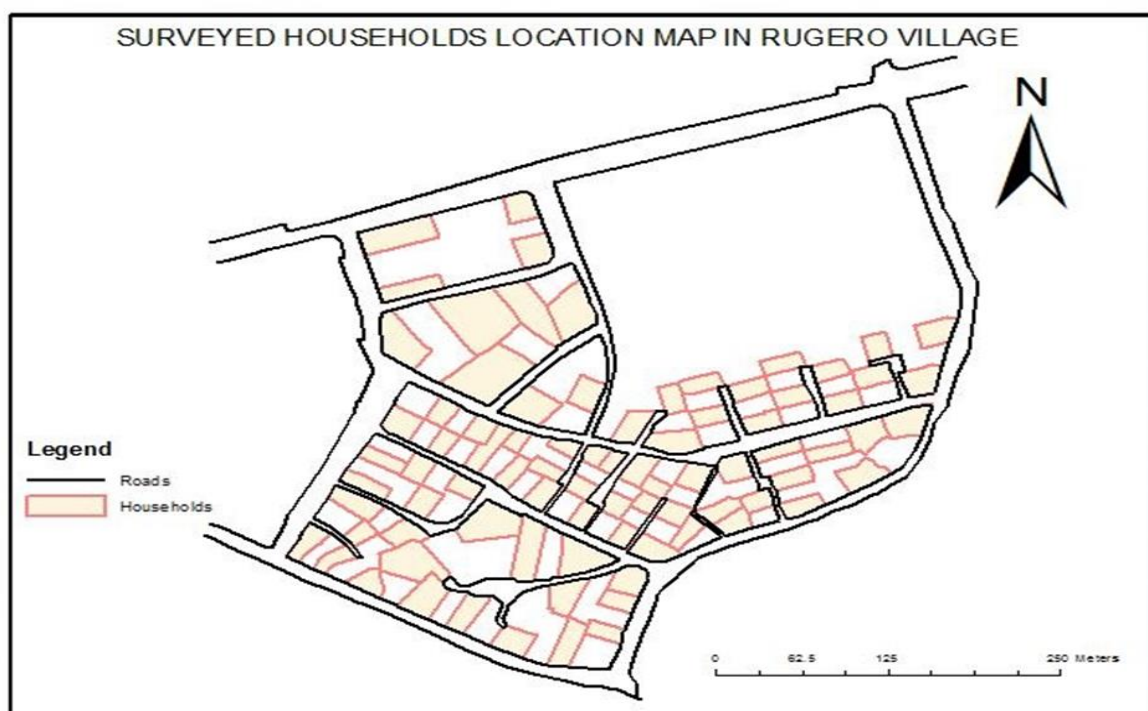 SURVEYED HOUSEHOLDS LOCATION MAP IN RUGERO VILLAGE
N
Legend
Roads
Households
0 62.5 125 250 Meters